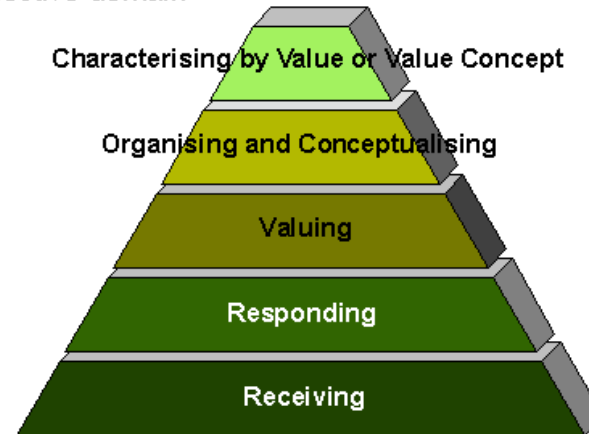 Characterising by Value or Value Concept
Organising and Conceptualising
Valuing
Responding
Receiving